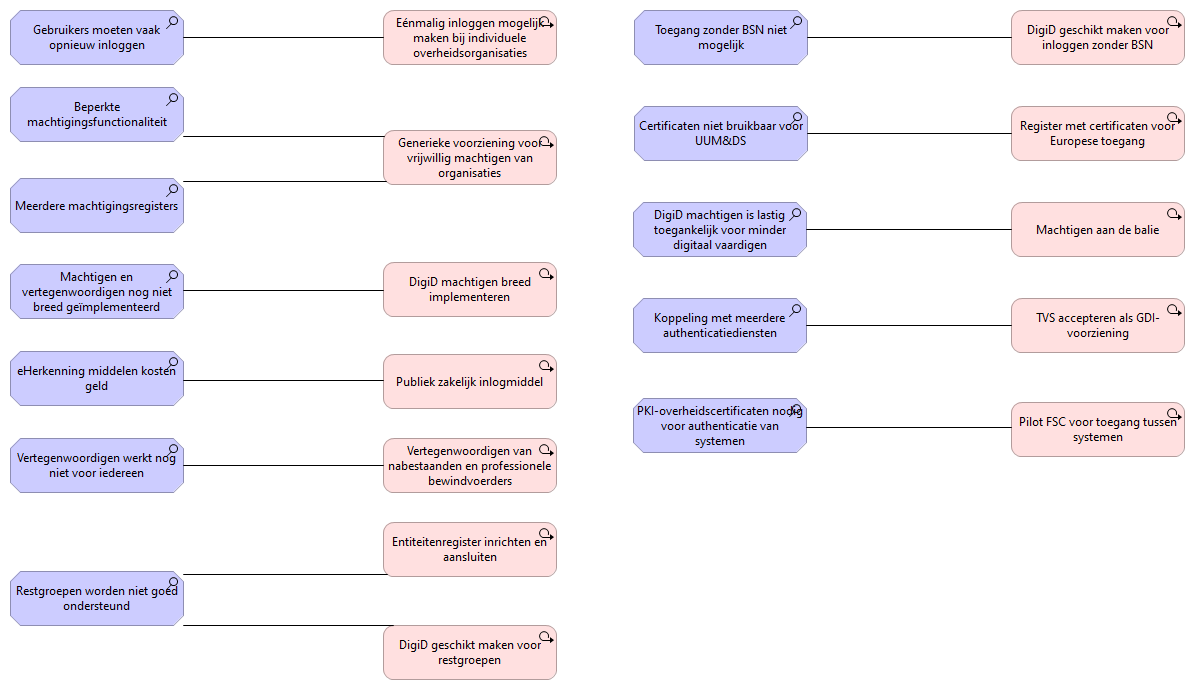 Gebruikers moeten vaak
opnieuw inloggen
Eénmalig inloggen mogelijk
maken bij individuele
overheidsorganisaties
Beperkte
machtigingsfunctionaliteit
Generieke voorziening voor
vrijwillig machtigen van
organisaties
Meerdere machtigingsregisters
Machtigen en
vertegenwoordigen nog niet
breed geïmplementeerd
DigiD machtigen breed
implementeren
eHerkenning middelen kosten
geld
Publiek zakelijk inlogmiddel
Vertegenwoordigen werkt nog
niet voor iedereen
Vertegenwoordigen van
nabestaanden en professionele
bewindvoerders
Entiteitenregister inrichten en
aansluiten
Restgroepen worden niet goed
ondersteund
DigiD geschikt maken voor
restgroepen
Toegang zonder BSN niet
mogelijk
DigiD geschikt maken voor
inloggen zonder BSN
Certificaten niet bruikbaar voor
UUM&DS
Register met certificaten voor
Europese toegang
DigiD machtigen is lastig
toegankelijk voor minder
digitaal vaardigen
Machtigen aan de balie
Koppeling met meerdere
authenticatiediensten
TVS accepteren als GDI-
voorziening
PKI-overheidscertificaten nodig
voor authenticatie van
systemen
Pilot FSC voor toegang tussen
systemen